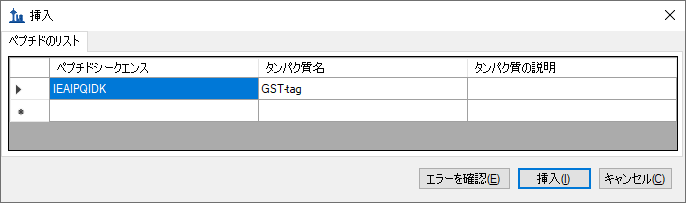 挿入
ペプチドのリスト
ペプチドシークエンス タンパク質名 タンパク質の説明
IEAIPQIDK GST-tag
エラーを確認(E) 挿入(I) キャンセル(C)